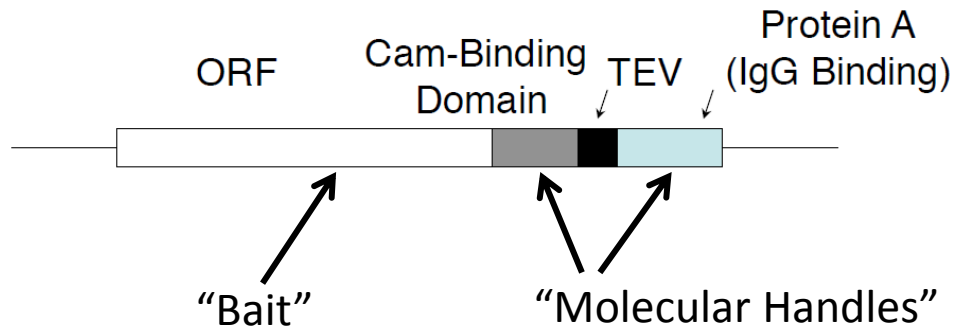 ORF
Cam-Binding
Domain
TEV
Protein A
(IgG Binding)
“Bait”
“Molecular Handles”